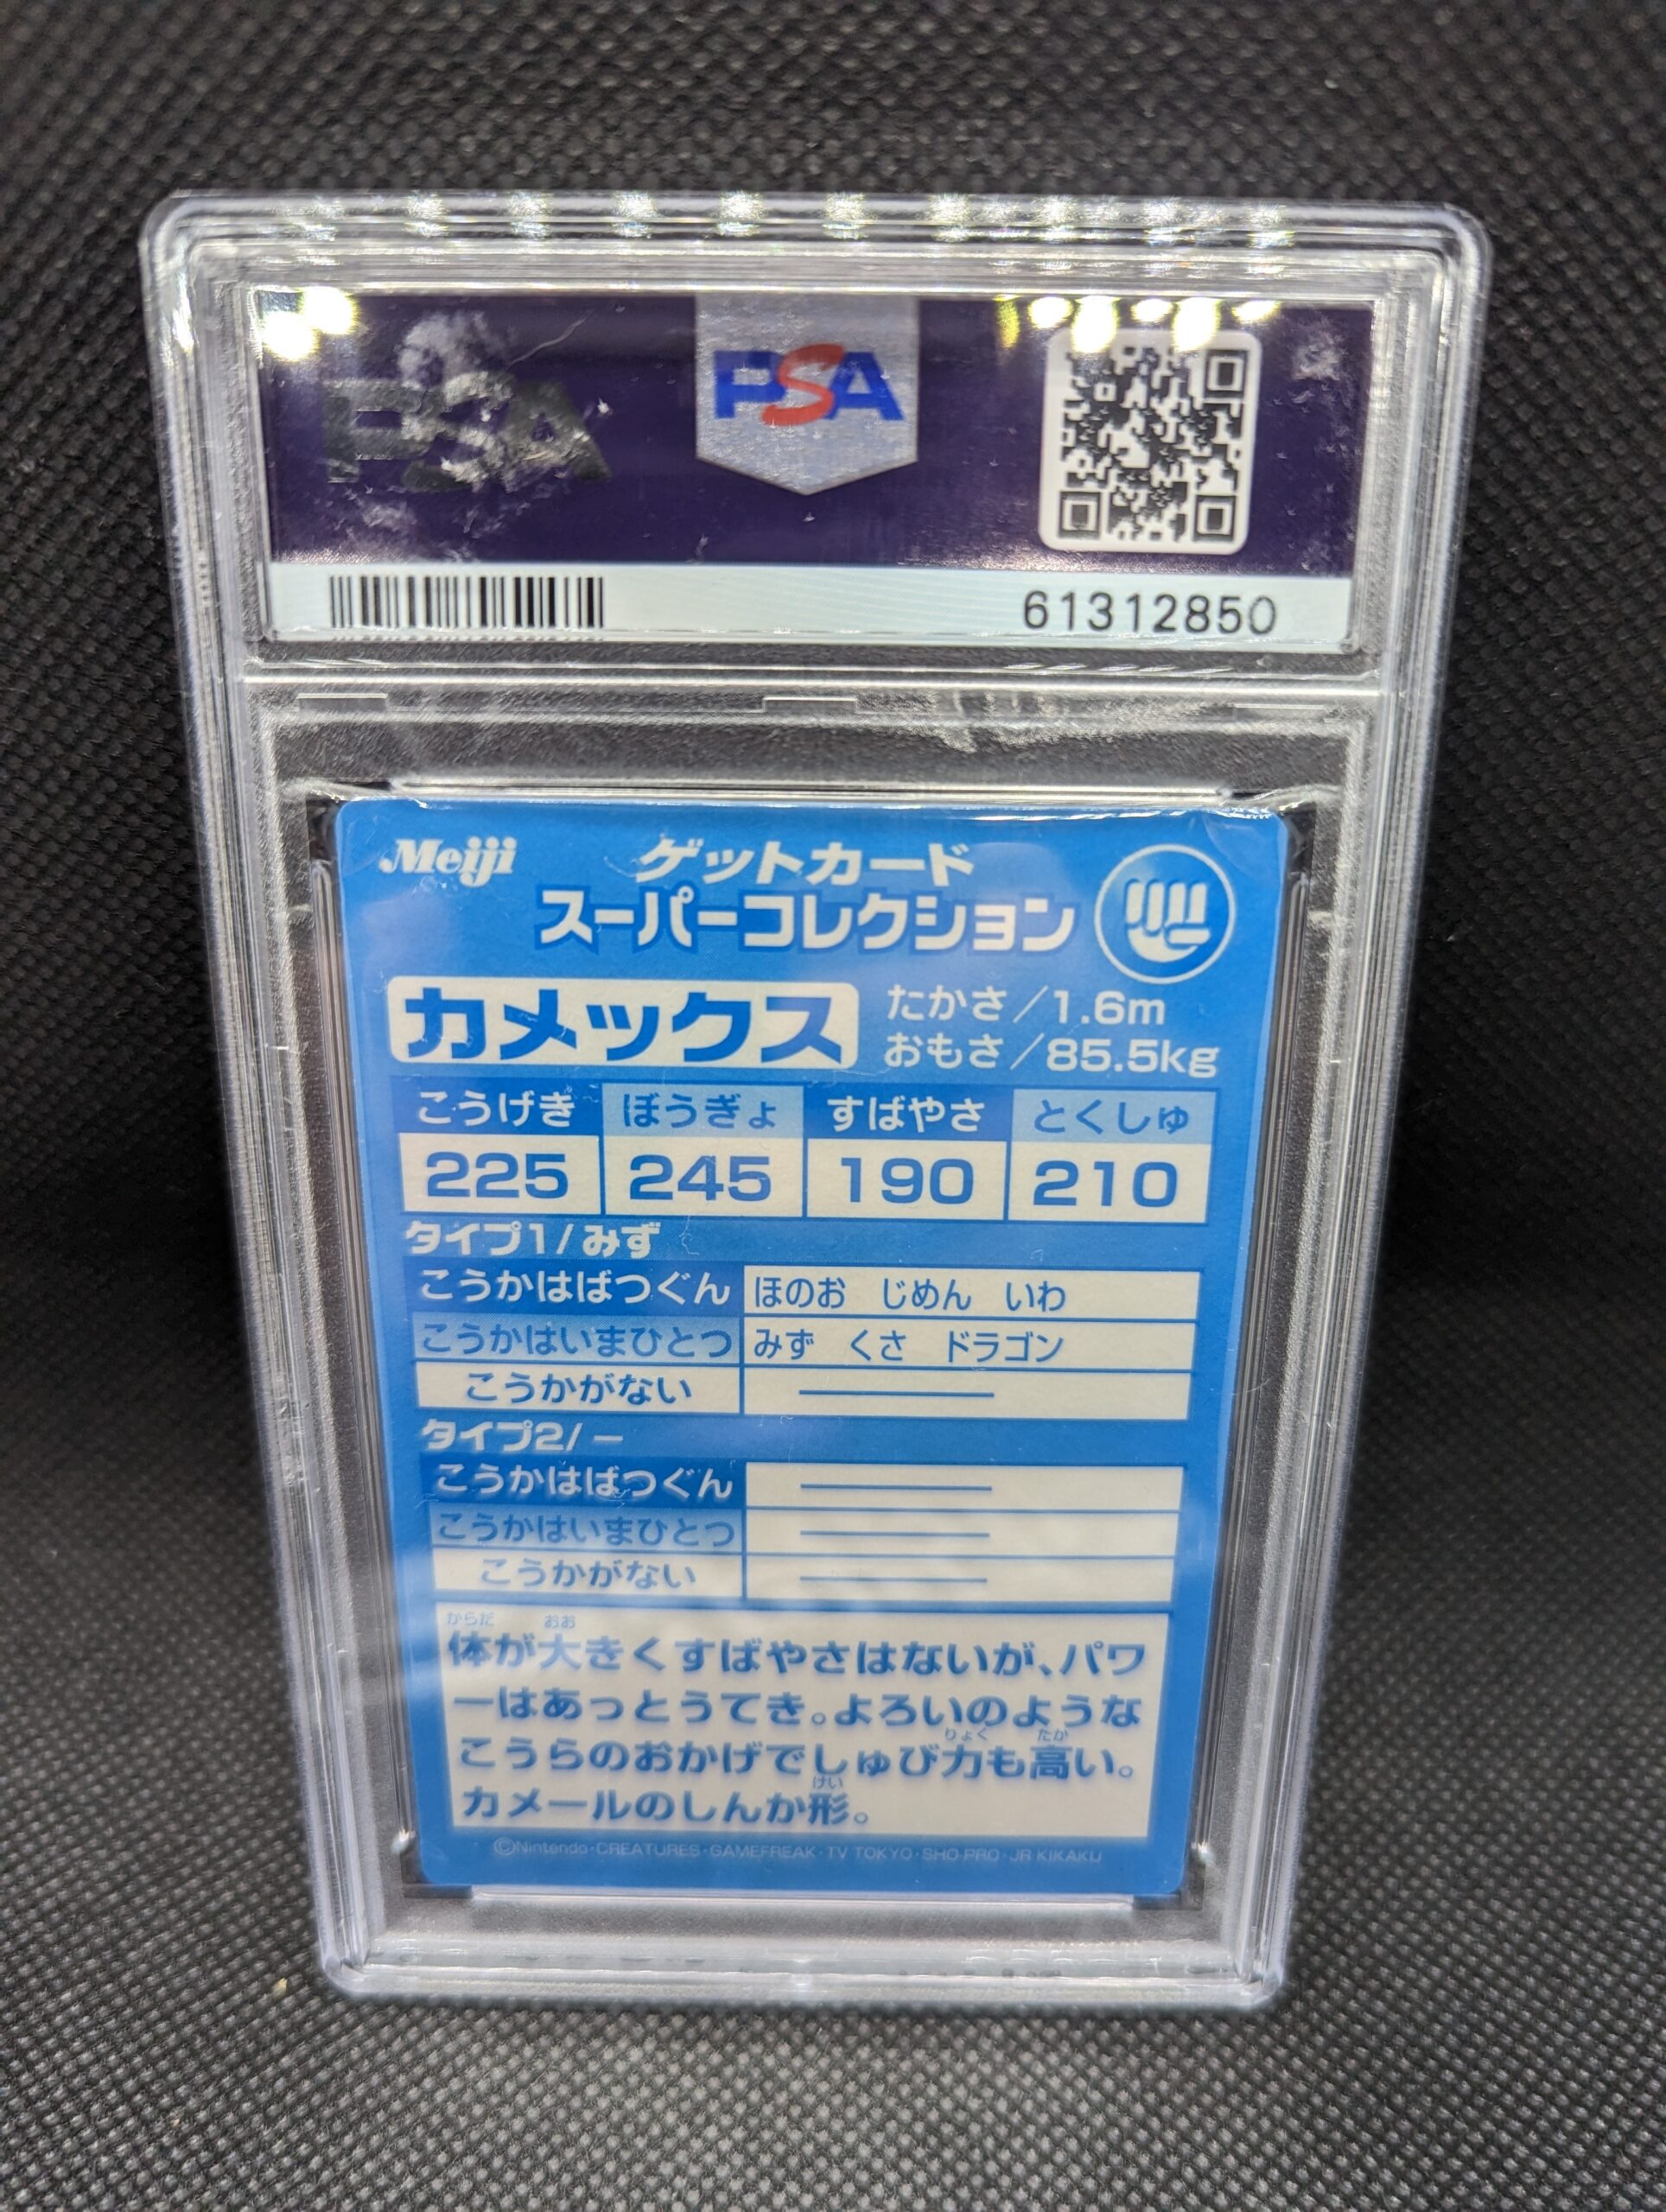 PSA
PSA
61312850
Meiji
ゲットカード
スーパーコレクション
カメックス
たかさ／1.6m
おもさ／85.5kg
こうげき ぼうぎょ すばやさ とくしゅ
225 245 190 210
タイプ1/みず
こうかはばつぐん ほのお じめん いわ
こうかはいまひとつ みず くさ ドラゴン
こうかがない
タイプ2/ー
こうかはばつぐん
こうかはいまひとつ
こうかがない
からだ おお
体が大きくすばやさはないが、パワ
ーはあっとうてき。よろいのような
りょく たか
こうらのおかげでしゅび力も高い。
けい
カメールのしんか形。
©Nintendo・CREATURES・GAMEFREAK・TV TOKYO・SHO-PRO・JR KIKAKU